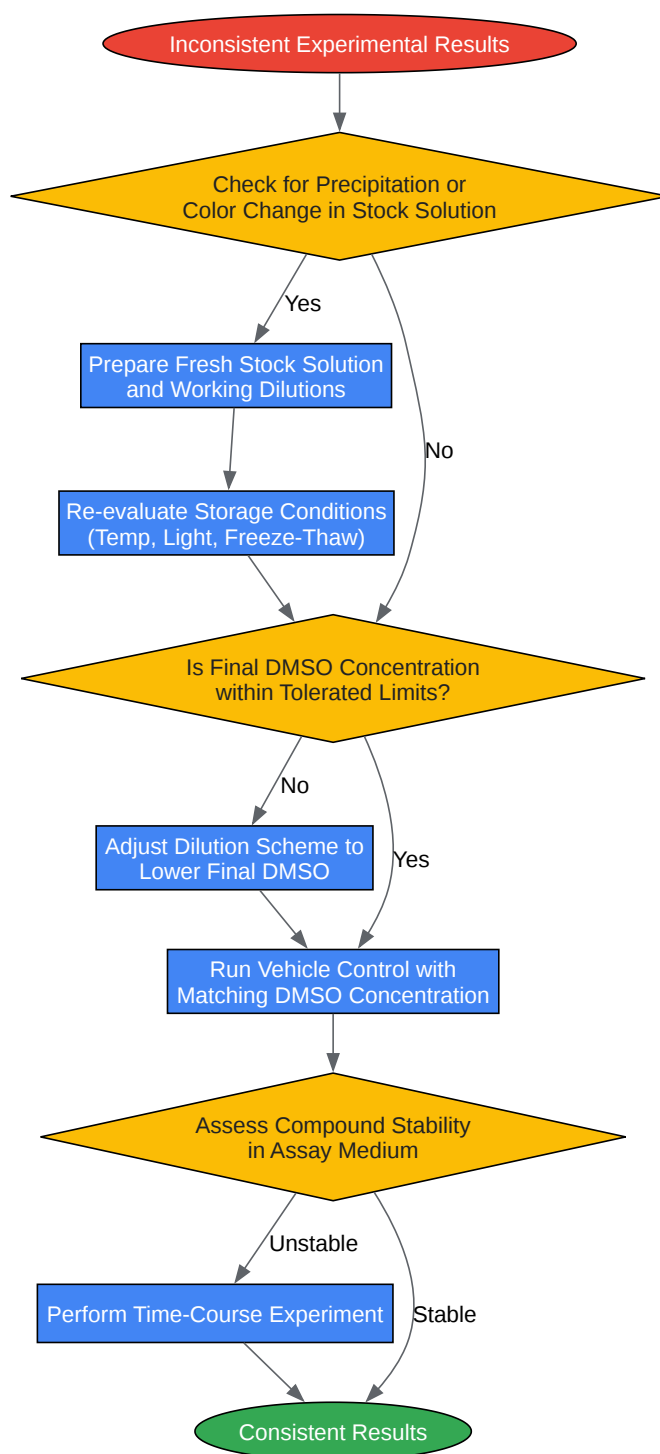 Inconsistent Experimental Results
Check for Precipitation or
Color Change in Stock Solution
Yes
Prepare Fresh Stock Solution
and Working Dilutions
No
Re-evaluate Storage Conditions
(Temp, Light, Freeze-Thaw)
Is Final DMSO Concentration
within Tolerated Limits?
No
Adjust Dilution Scheme to
Lower Final DMSO
Yes
Run Vehicle Control with
Matching DMSO Concentration
Assess Compound Stability
in Assay Medium
Unstable
Perform Time-Course Experiment
Stable
Consistent Results